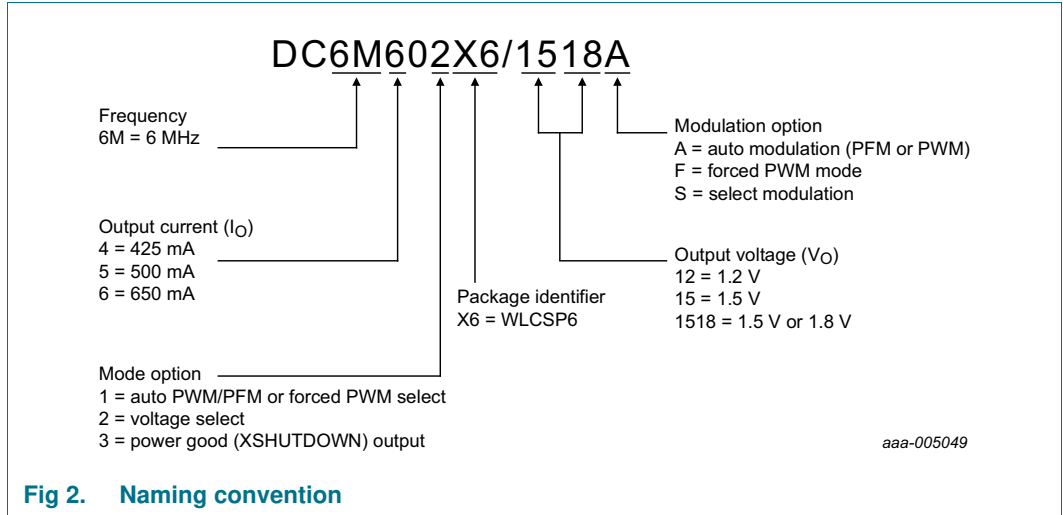 DC6M602X6/1518A
Frequency
6M = 6 MHz
Output current (IO)
4 = 425 mA
5 = 500 mA
6 = 650 mA
Mode option
1 = auto PWM/PFM or forced PWM select
2 = voltage select
3 = power good (XSHUTDOWN) output
Package identifier
X6 = WLCSP6
Modulation option
A = auto modulation (PFM or PWM)
F = forced PWM mode
S = select modulation
Output voltage (VO)
12 = 1.2 V
15 = 1.5 V
1518 = 1.5 V or 1.8 V
aaa-005049
Fig 2. Naming convention